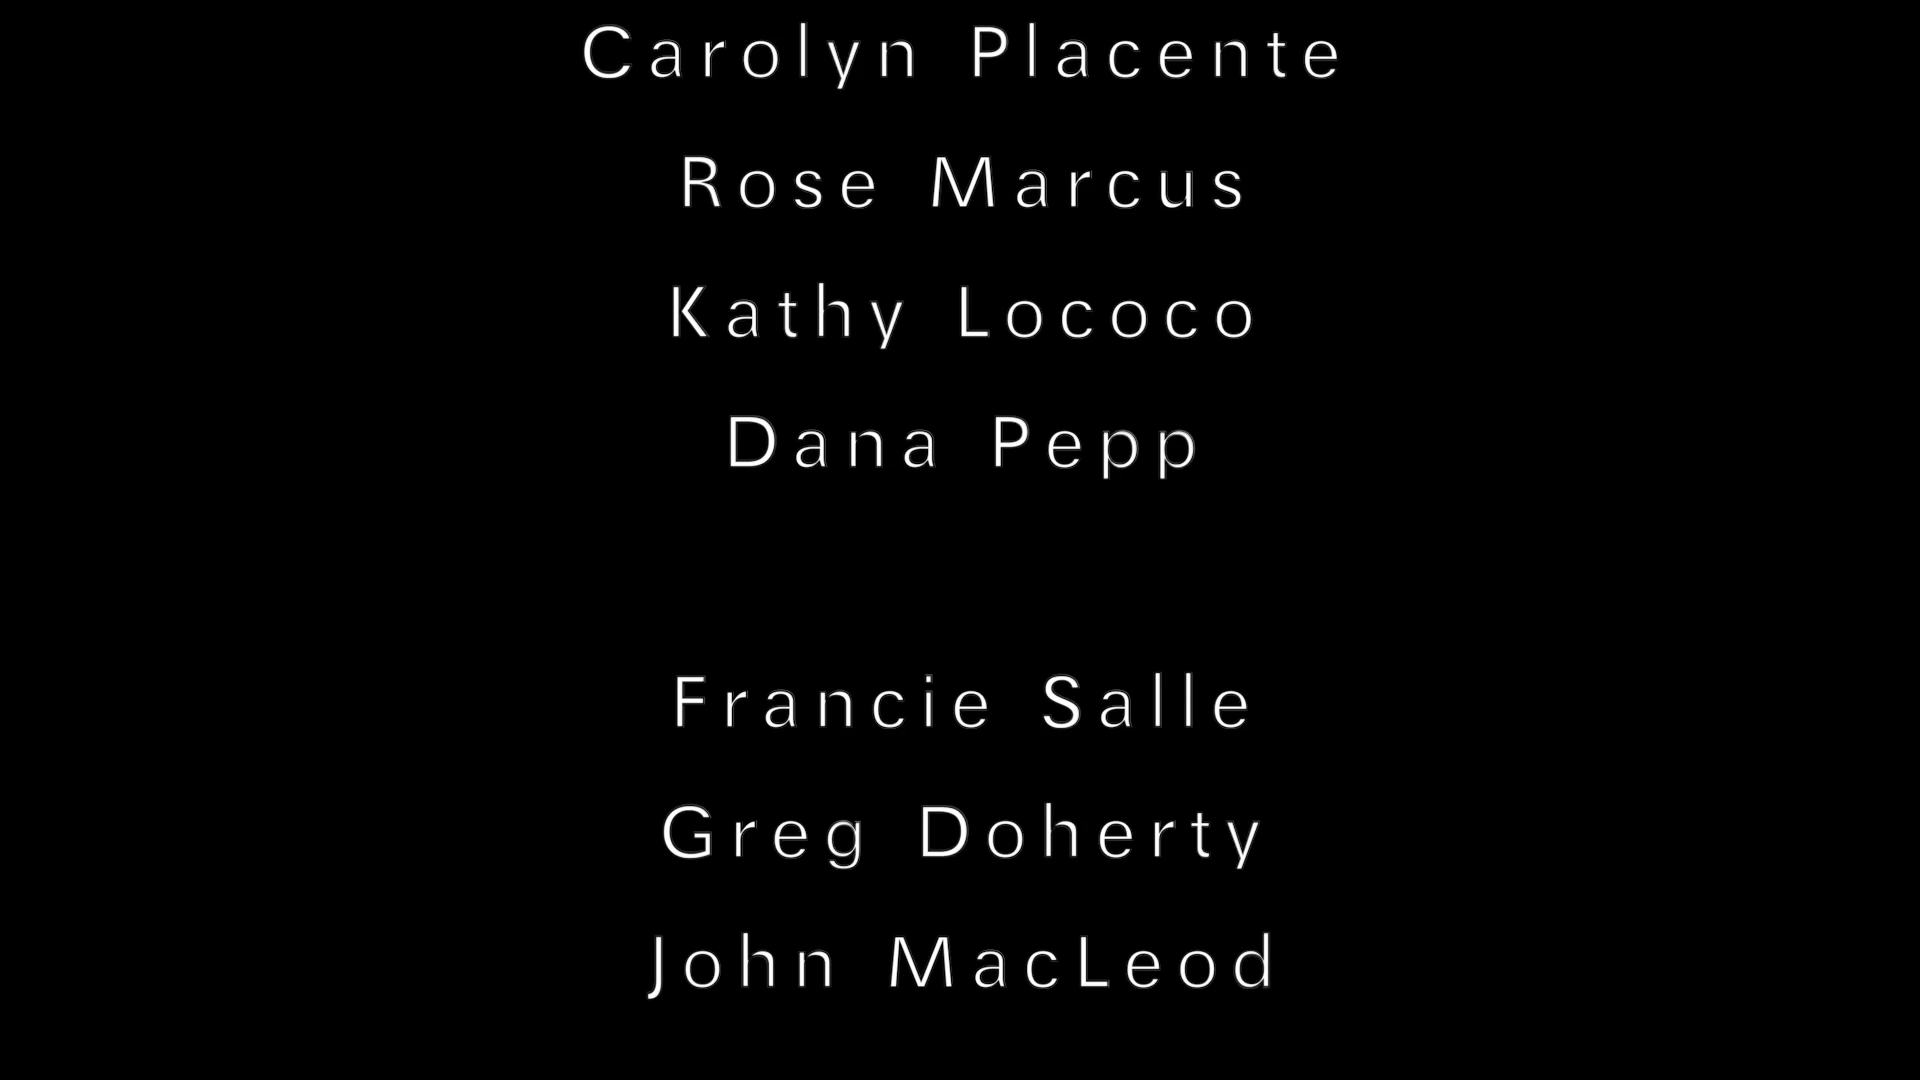 Carolyn Placente
Rose Marcus
Kathy Lococo
Dana Pepp
Francie Salle
Greg Doherty
John MacLeod